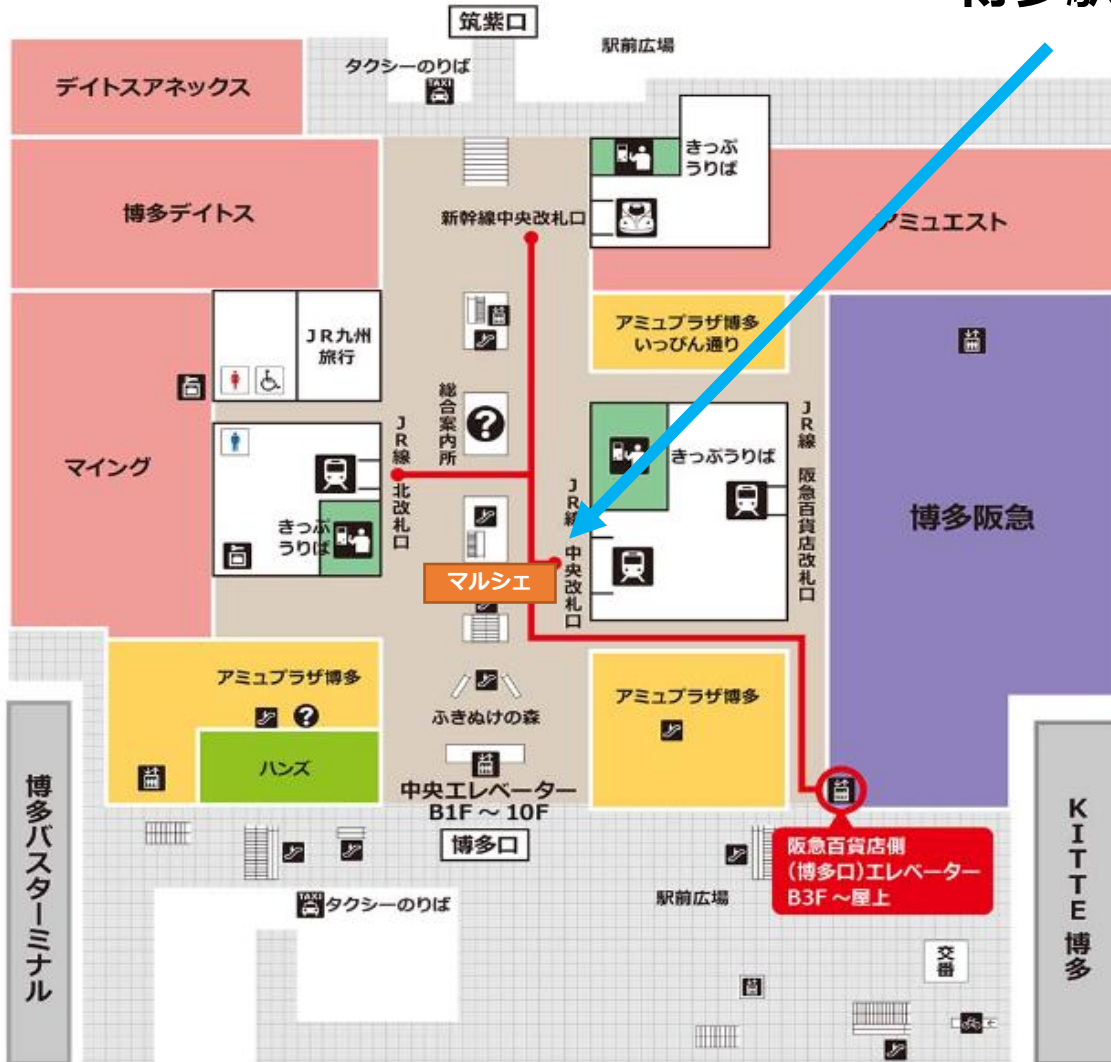 博多駅
筑紫口
駅前広場
タクシーのりば
TAXI
デイトスアネックス
きっぷ
うりば
博多デイトス
新幹線中央改札口
アミュエスト
JR九州
旅行
アミュプラザ博多
いっぴん通り
総合案内所
?
JR線 北改札口
マイング
きっぷうりば
JR線 阪急百貨店改札口
JR線 中央改札口
博多阪急
きっぷ
うりば
マルシェ
アミュプラザ博多
?
ふきぬけの森
アミュプラザ博多
ハンズ
中央エレベーター
B1F ～ 10F
博多口
阪急百貨店側
(博多口)エレベーター
B3F ～屋上
博多バスターミナル
KITTE 博多
TAXI
タクシーのりば
駅前広場
交番